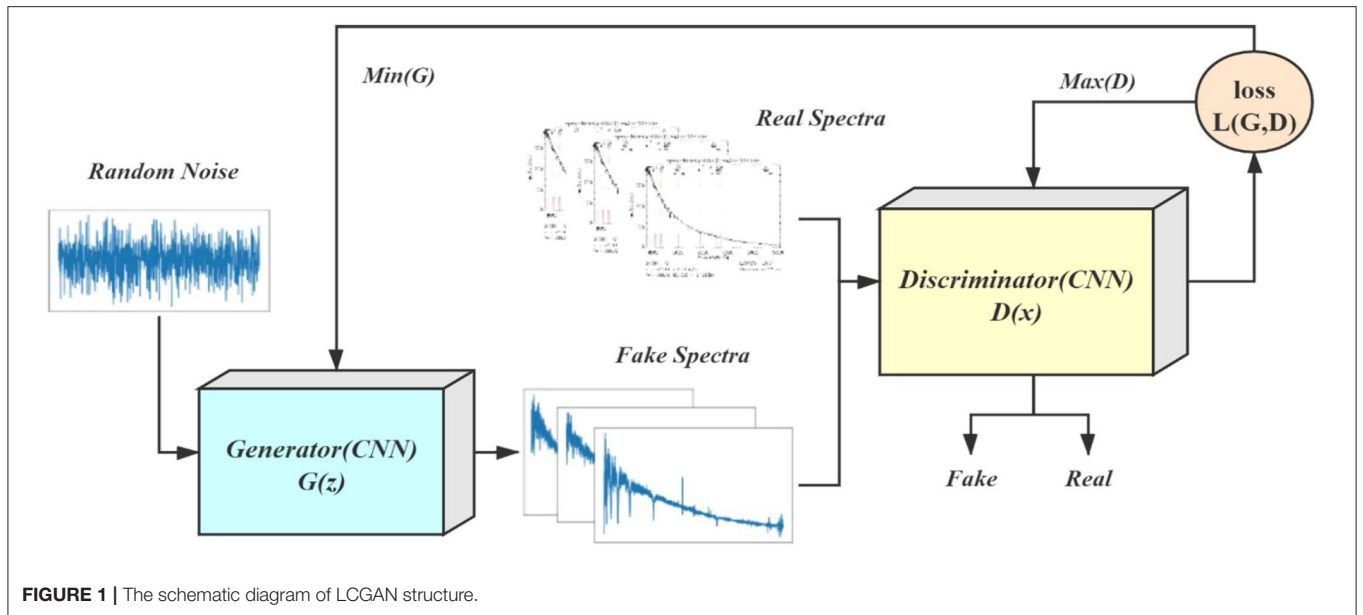 Min(G)
Max(D)
loss
L(G,D)
Real Spectra
Random Noise
Discriminator(CNN)
D(x)
Fake Spectra
Generator(CNN)
G(z)
Fake
Real
FIGURE 1 | The schematic diagram of LCGAN structure.